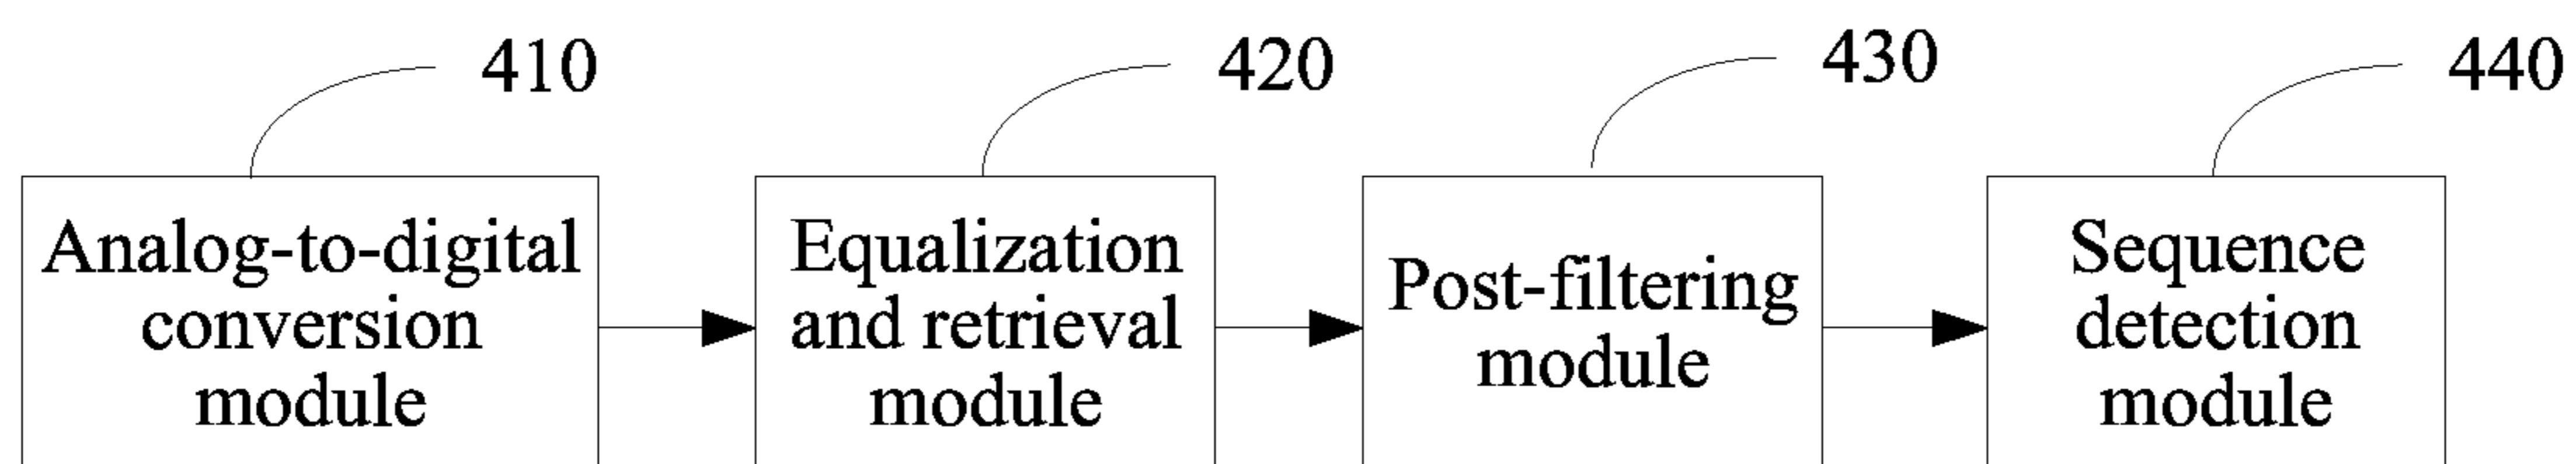 410
420
430
440
Analog-to-digital
conversion
module
Equalization
and retrieval
module
Post-filtering
module
Sequence
detection
module